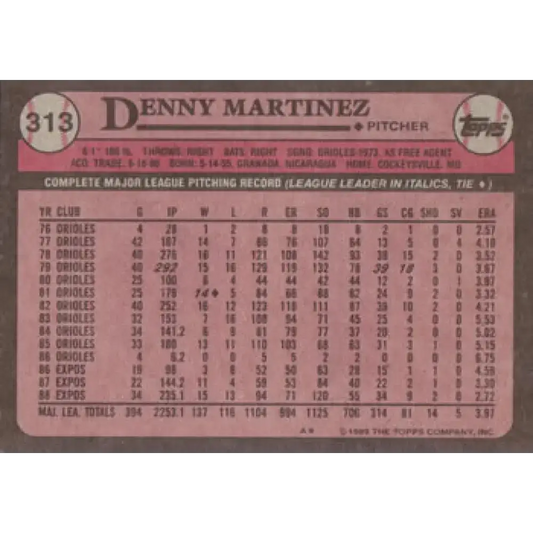 313
DENNY MARTINEZ
PITCHER
Topps
6'1" THROWS: RIGHT BATS: RIGHT SGND: ORIOLES-1973, AS FREE AGENT
ACQ: TRADE, BORN: 5-14-55, GRANADA, NICARAGUA HOME: COCKEYSVILLE, MD
COMPLETE MAJOR LEAGUE PITCHING RECORD (LEAGUE LEADER IN ITALICS, TIE ♦)
YR CLUB G IP W L R ER SO BB GS CG SHO SV ERA
76 ORIOLES 4 28 1 2 8 8 18 8 2 1 0 0 2.57
77 ORIOLES 42 167 14 7 86 76 107 64 13 5 0 4 4.10
78 ORIOLES 40 276 16 11 121 108 142 93 38 15 2 0 3.52
79 ORIOLES 40 292 15 16 129 119 132 78 39 18 3 0 3.67
80 ORIOLES 25 100 6 4 44 44 42 44 12 2 0 1 3.97
81 ORIOLES 25 179 14♦ 5 84 66 88 62 24 9 2 0 3.32
82 ORIOLES 40 252 16 12 123 118 111 87 39 10 2 0 4.21
83 ORIOLES 32 153 7 16 108 94 71 45 25 4 0 0 5.53
84 ORIOLES 34 141.2 6 9 81 79 77 37 20 2 0 0 5.02
85 ORIOLES 33 180 13 11 110 103 68 63 31 3 1 0 5.15
86 ORIOLES 4 6.2 0 0 5 5 2 2 0 0 0 0 6.75
86 EXPOS 19 98 3 6 52 50 63 28 15 1 1 0 4.59
87 EXPOS 22 144.2 11 4 59 53 84 40 22 2 1 0 3.30
88 EXPOS 34 235.1 15 13 94 71 120 55 34 9 2 0 2.72
MAJ. LEA. TOTALS 394 2253.1 137 116 1104 994 1125 706 314 81 14 5 3.97
© 1989 THE TOPPS COMPANY, INC.